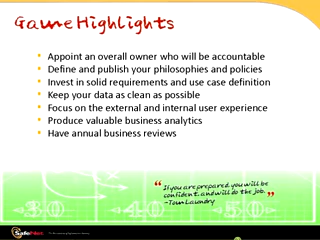 Game Highlights
Appoint an overall owner who will be accountable
Define and publish your philosophies and policies
Invest in solid requirements and use case definition
Keep your data as clean as possible
Focus on the external and internal user experience
Produce valuable business analytics
Have annual business reviews
"If you are prepared, you will be
confident, and will do the job."
-Tom Laundry
SafeNet